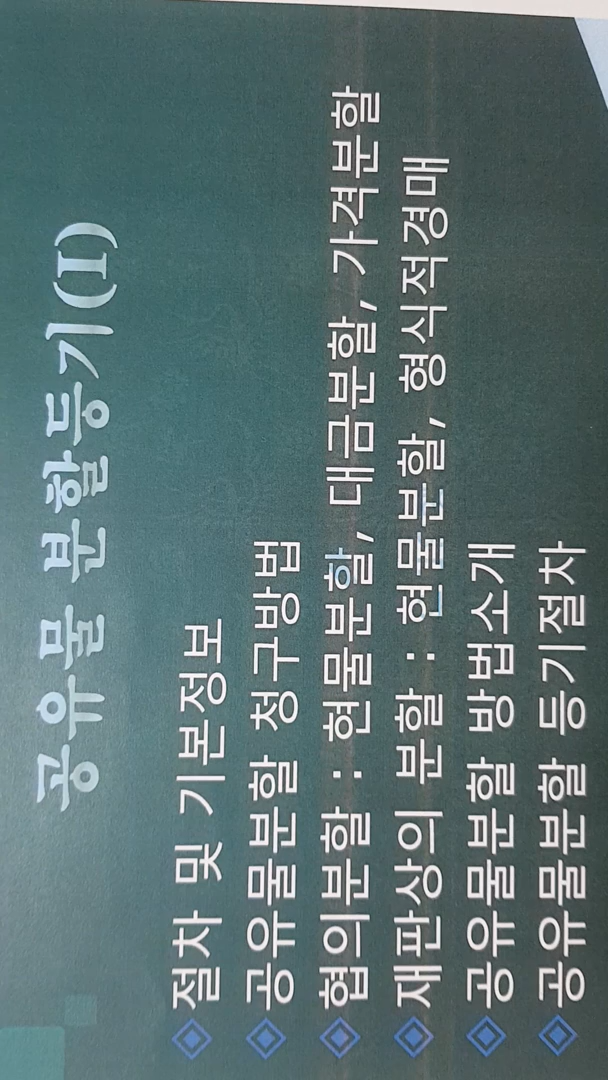 공유물 분할등기(I)
절차 및 기본정보
공유물분할 청구방법
협의분할 : 현물분할, 대금분할, 가격분할
재판상의 분할 : 현물분할, 형식적경매
공유물분할 방법소개
공유물분할 등기절차